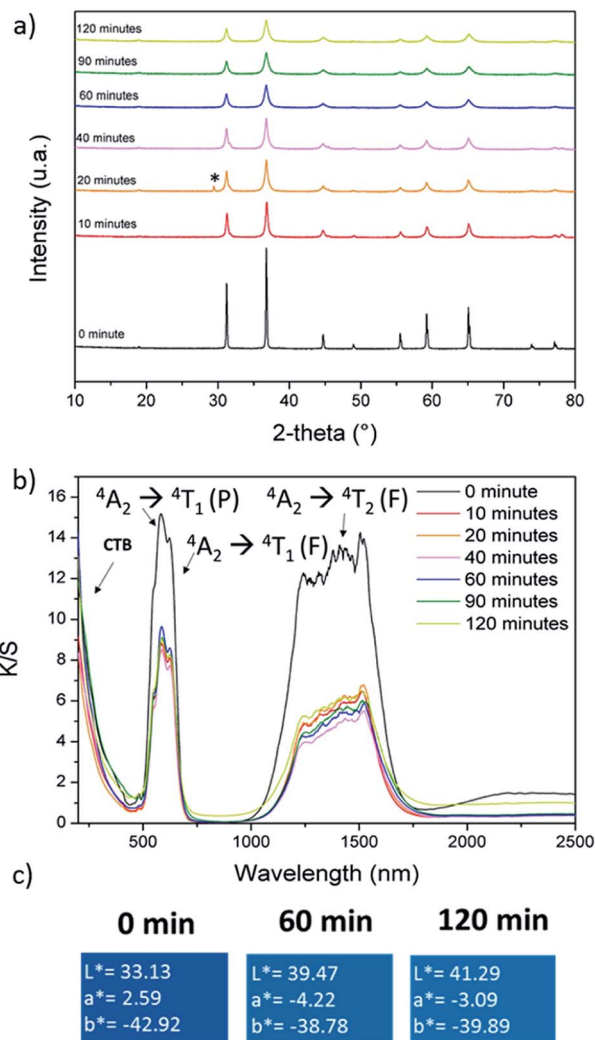 a)
120 minutes
90 minutes
60 minutes
40 minutes
*
20 minutes
10 minutes
0 minute
Intensity (u.a.)
10 20 30 40 50 60 70 80
2-theta (°)
b)
16
14
12
10
8
6
4
2
0
K/S
⁴A₂ → ⁴T₁ (P)
⁴A₂ → ⁴T₂ (F)
CTB
⁴A₂ → ⁴T₁ (F)
0 minute
10 minutes
20 minutes
40 minutes
60 minutes
90 minutes
120 minutes
500 1000 1500 2000 2500
Wavelength (nm)
c)
0 min
L*= 33.13
a*= 2.59
b*= -42.92
60 min
L*= 39.47
a*= -4.22
b*= -38.78
120 min
L*= 41.29
a*= -3.09
b*= -39.89